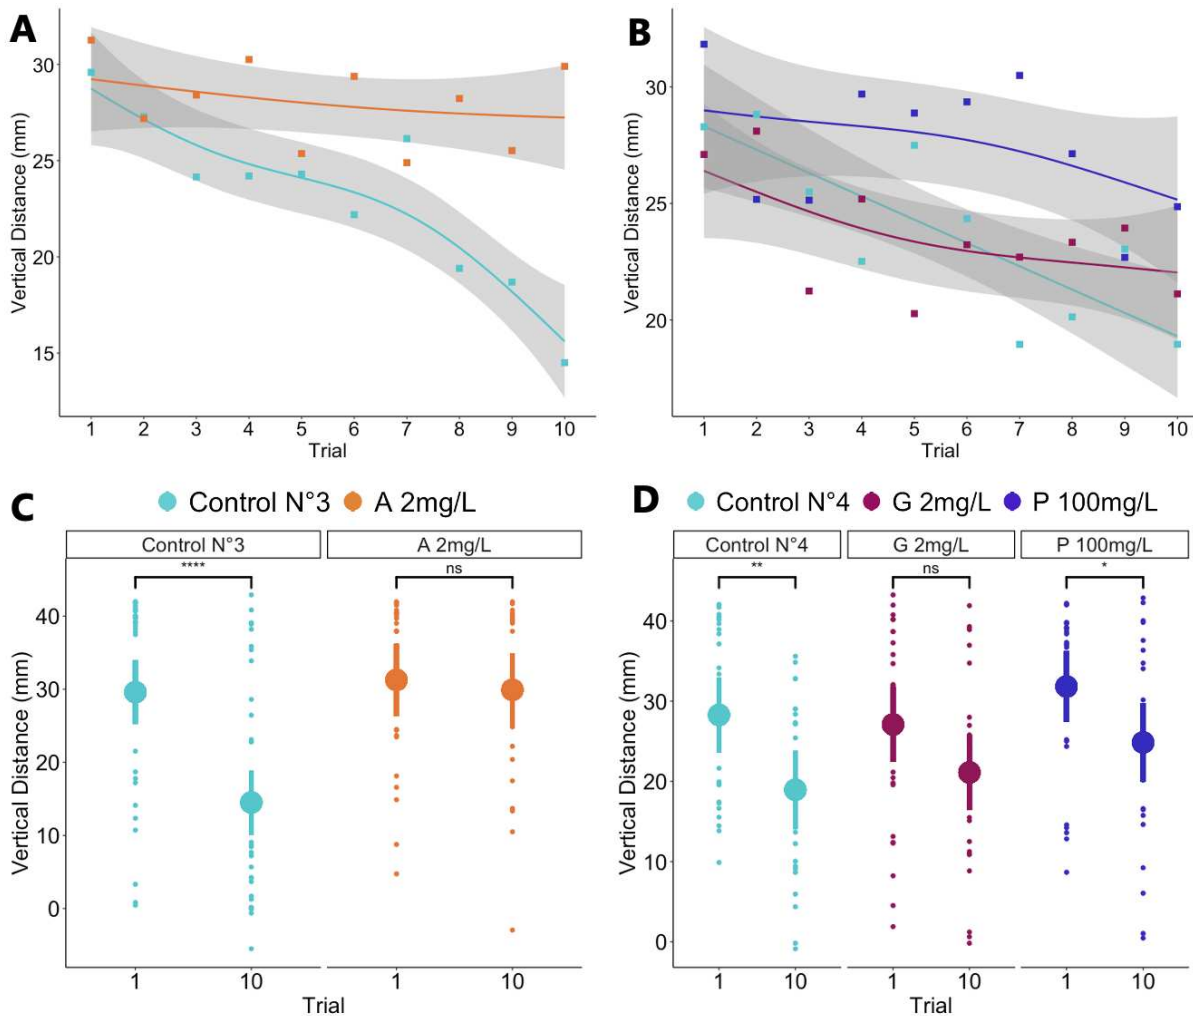 A
B
Vertical Distance (mm)
30
25
20
15
1 2 3 4 5 6 7 8 9 10
Trial
Vertical Distance (mm)
30
25
20
1 2 3 4 5 6 7 8 9 10
Trial
C
Control N°3 A 2mg/L
Control N°3
A 2mg/L
****
ns
Vertical Distance (mm)
40
30
20
10
0
1 10 1 10
Trial
D
Control N°4 G 2mg/L P 100mg/L
Control N°4
G 2mg/L
P 100mg/L
**
ns
*
Vertical Distance (mm)
40
30
20
10
0
1 10 1 10 1 10
Trial